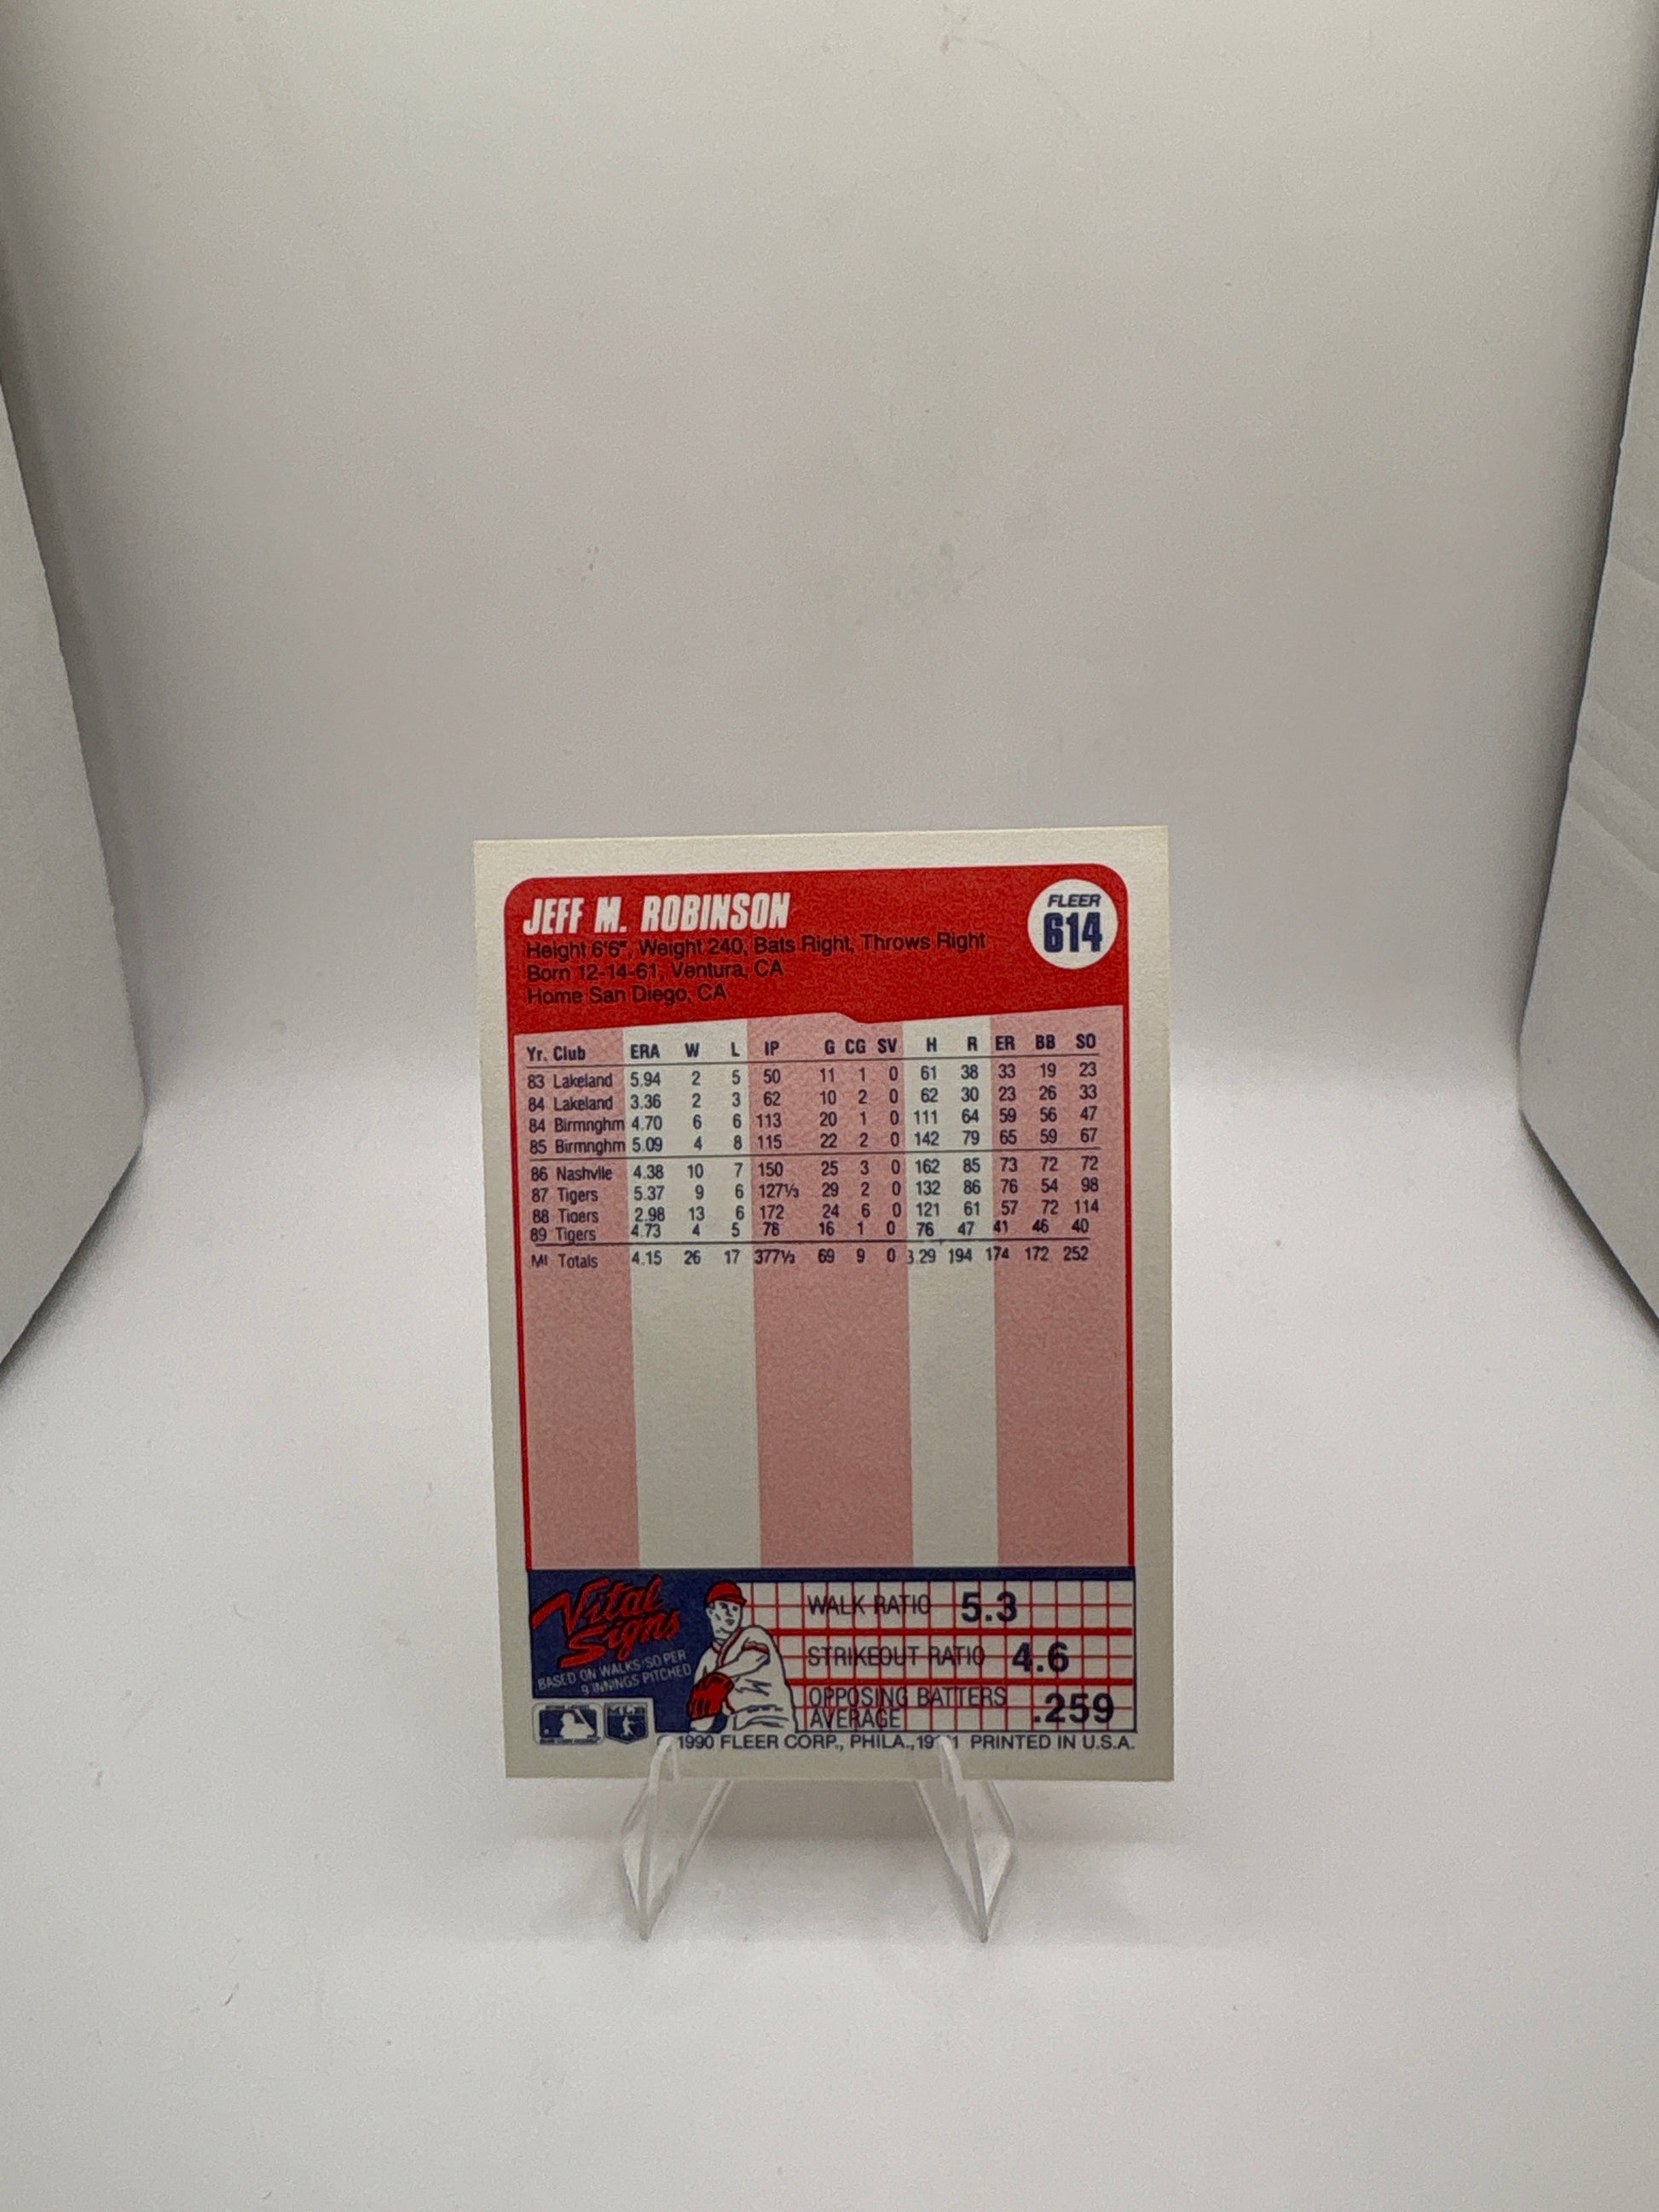 JEFF M. ROBINSON
FLEER
614
Height 6'6", Weight 240, Bats Right, Throws Right
Born 12-14-61, Ventura, CA
Home San Diego, CA
Yr. Club ERA W L IP G CG SV H R ER BB SO
83 Lakeland 5.94 2 5 50 11 1 0 61 38 33 19 23
84 Lakeland 3.36 2 3 62 10 2 0 62 30 23 26 33
84 Birmnghm 4.70 6 6 113 20 1 0 111 64 59 56 47
85 Birmnghm 5.09 4 8 115 22 2 0 142 79 65 59 67
86 Nashvlle 4.38 10 7 150 25 3 0 162 85 73 72 72
87 Tigers 5.37 9 6 127⅓ 29 2 0 132 86 76 54 98
88 Tigers 2.98 13 6 172 24 6 0 121 61 57 72 114
89 Tigers 4.73 4 5 78 16 1 0 76 47 41 46 40
Ml Totals 4.15 26 17 377⅓ 69 9 0 329 194 174 172 252
Vital
Signs
BASED ON WALKS/SO PER
9 INNINGS PITCHED
WALK RATIO 5.3
STRIKEOUT RATIO 4.6
OPPOSING BATTERS
AVERAGE .259
MLB
©1990 FLEER CORP., PHILA., PRINTED IN U.S.A.